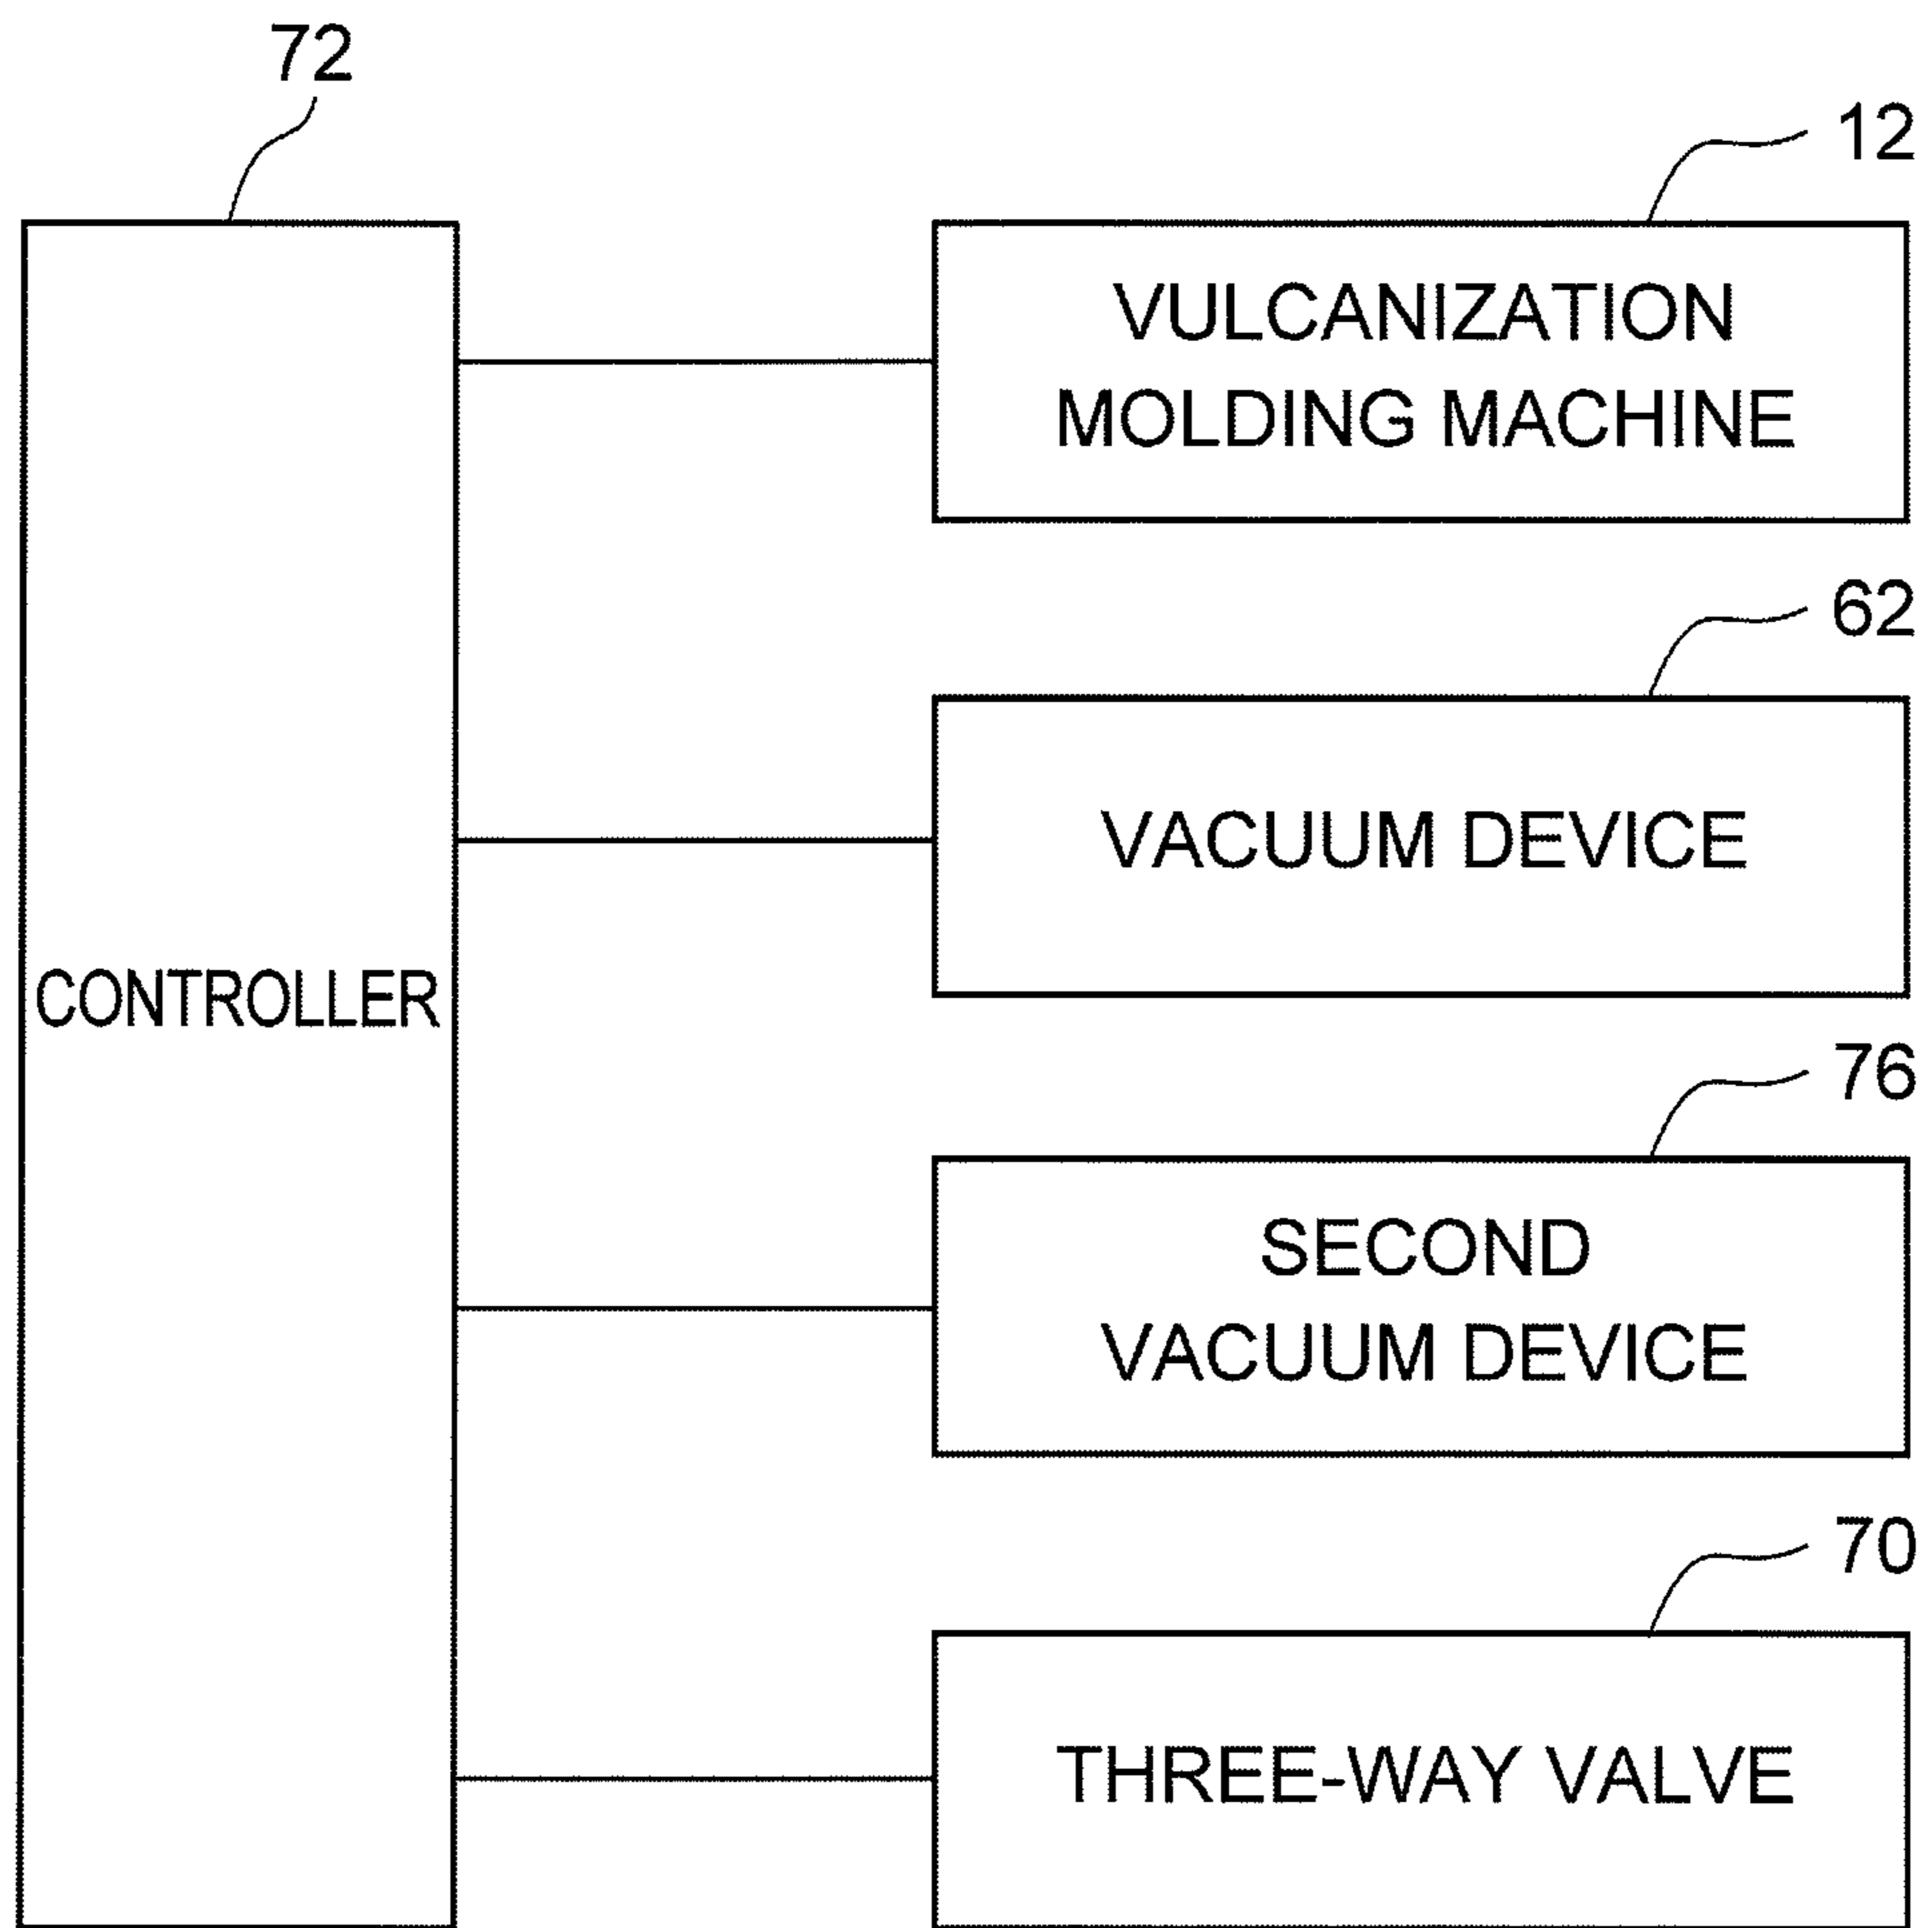 72
12
VULCANIZATION
MOLDING MACHINE
62
VACUUM DEVICE
CONTROLLER
76
SECOND
VACUUM DEVICE
70
THREE-WAY VALVE